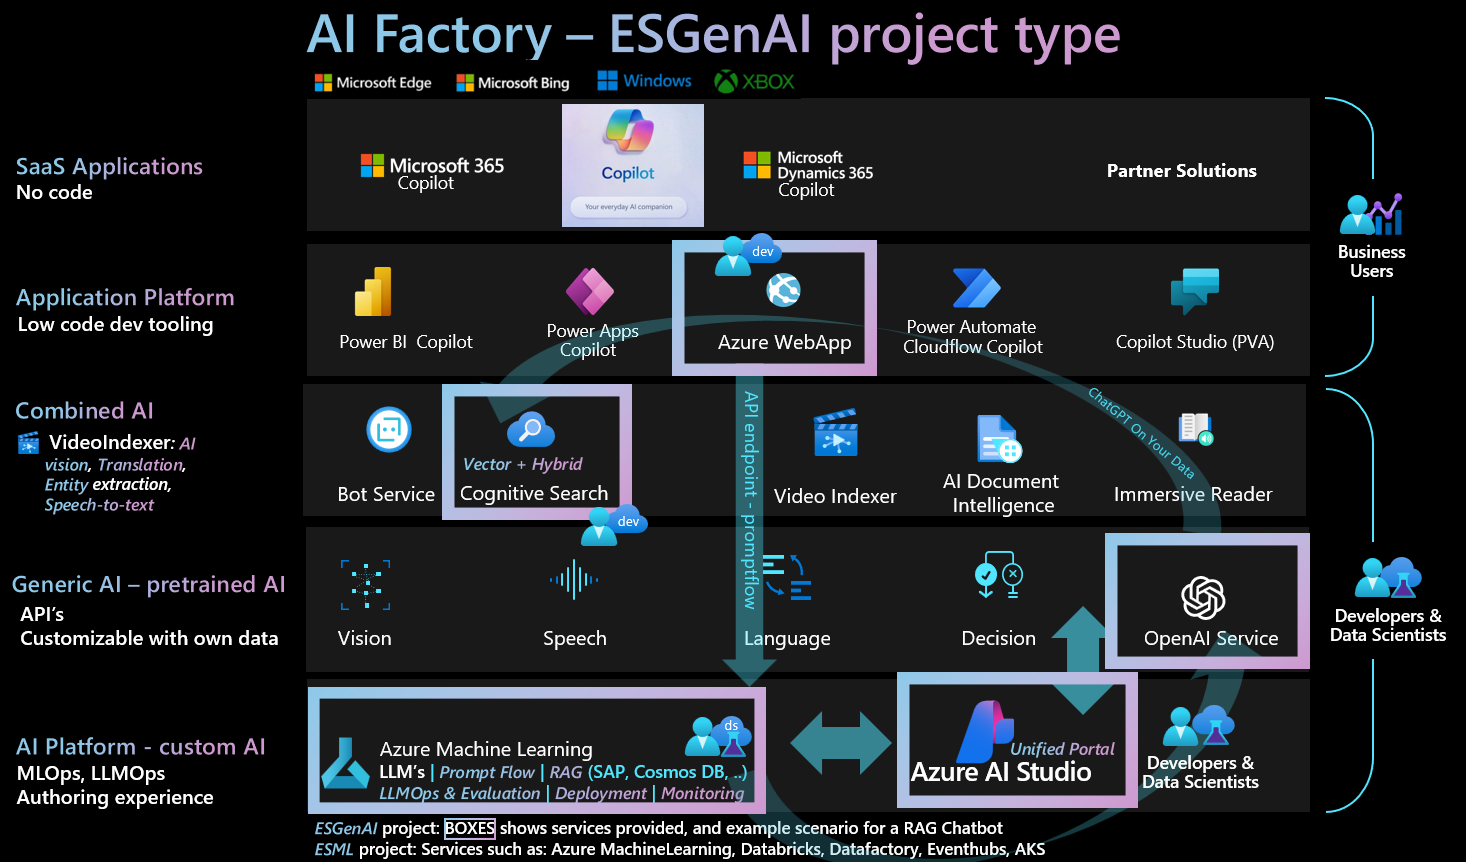 AI Factory – ESGenAI project type
Microsoft Edge
Microsoft Bing
Windows
XBOX
SaaS Applications
No code
Microsoft 365
Copilot
Copilot
Your everyday AI companion
Microsoft
Dynamics 365
Copilot
Partner Solutions
Business
Users
Application Platform
Low code dev tooling
Power BI Copilot
Power Apps
Copilot
dev
Azure WebApp
Power Automate
Cloudflow Copilot
Copilot Studio (PVA)
Combined AI
VideoIndexer: AI
vision, Translation,
Entity extraction,
Speech-to-text
Bot Service
Vector + Hybrid
Cognitive Search
dev
API endpoint - promptflow
Video Indexer
AI Document
Intelligence
ChatGPT On Your Data
Immersive Reader
Generic AI – pretrained AI
API's
Customizable with own data
Vision
Speech
Language
Decision
OpenAI Service
Developers &
Data Scientists
AI Platform - custom AI
MLOps, LLMOps
Authoring experience
ds
Azure Machine Learning
LLM's | Prompt Flow | RAG (SAP, Cosmos DB, ..)
LLMOps & Evaluation | Deployment | Monitoring
Unified Portal
Azure AI Studio
Developers &
Data Scientists
ESGenAI project: BOXES shows services provided, and example scenario for a RAG Chatbot
ESML project: Services such as: Azure MachineLearning, Databricks, Datafactory, Eventhubs, AKS